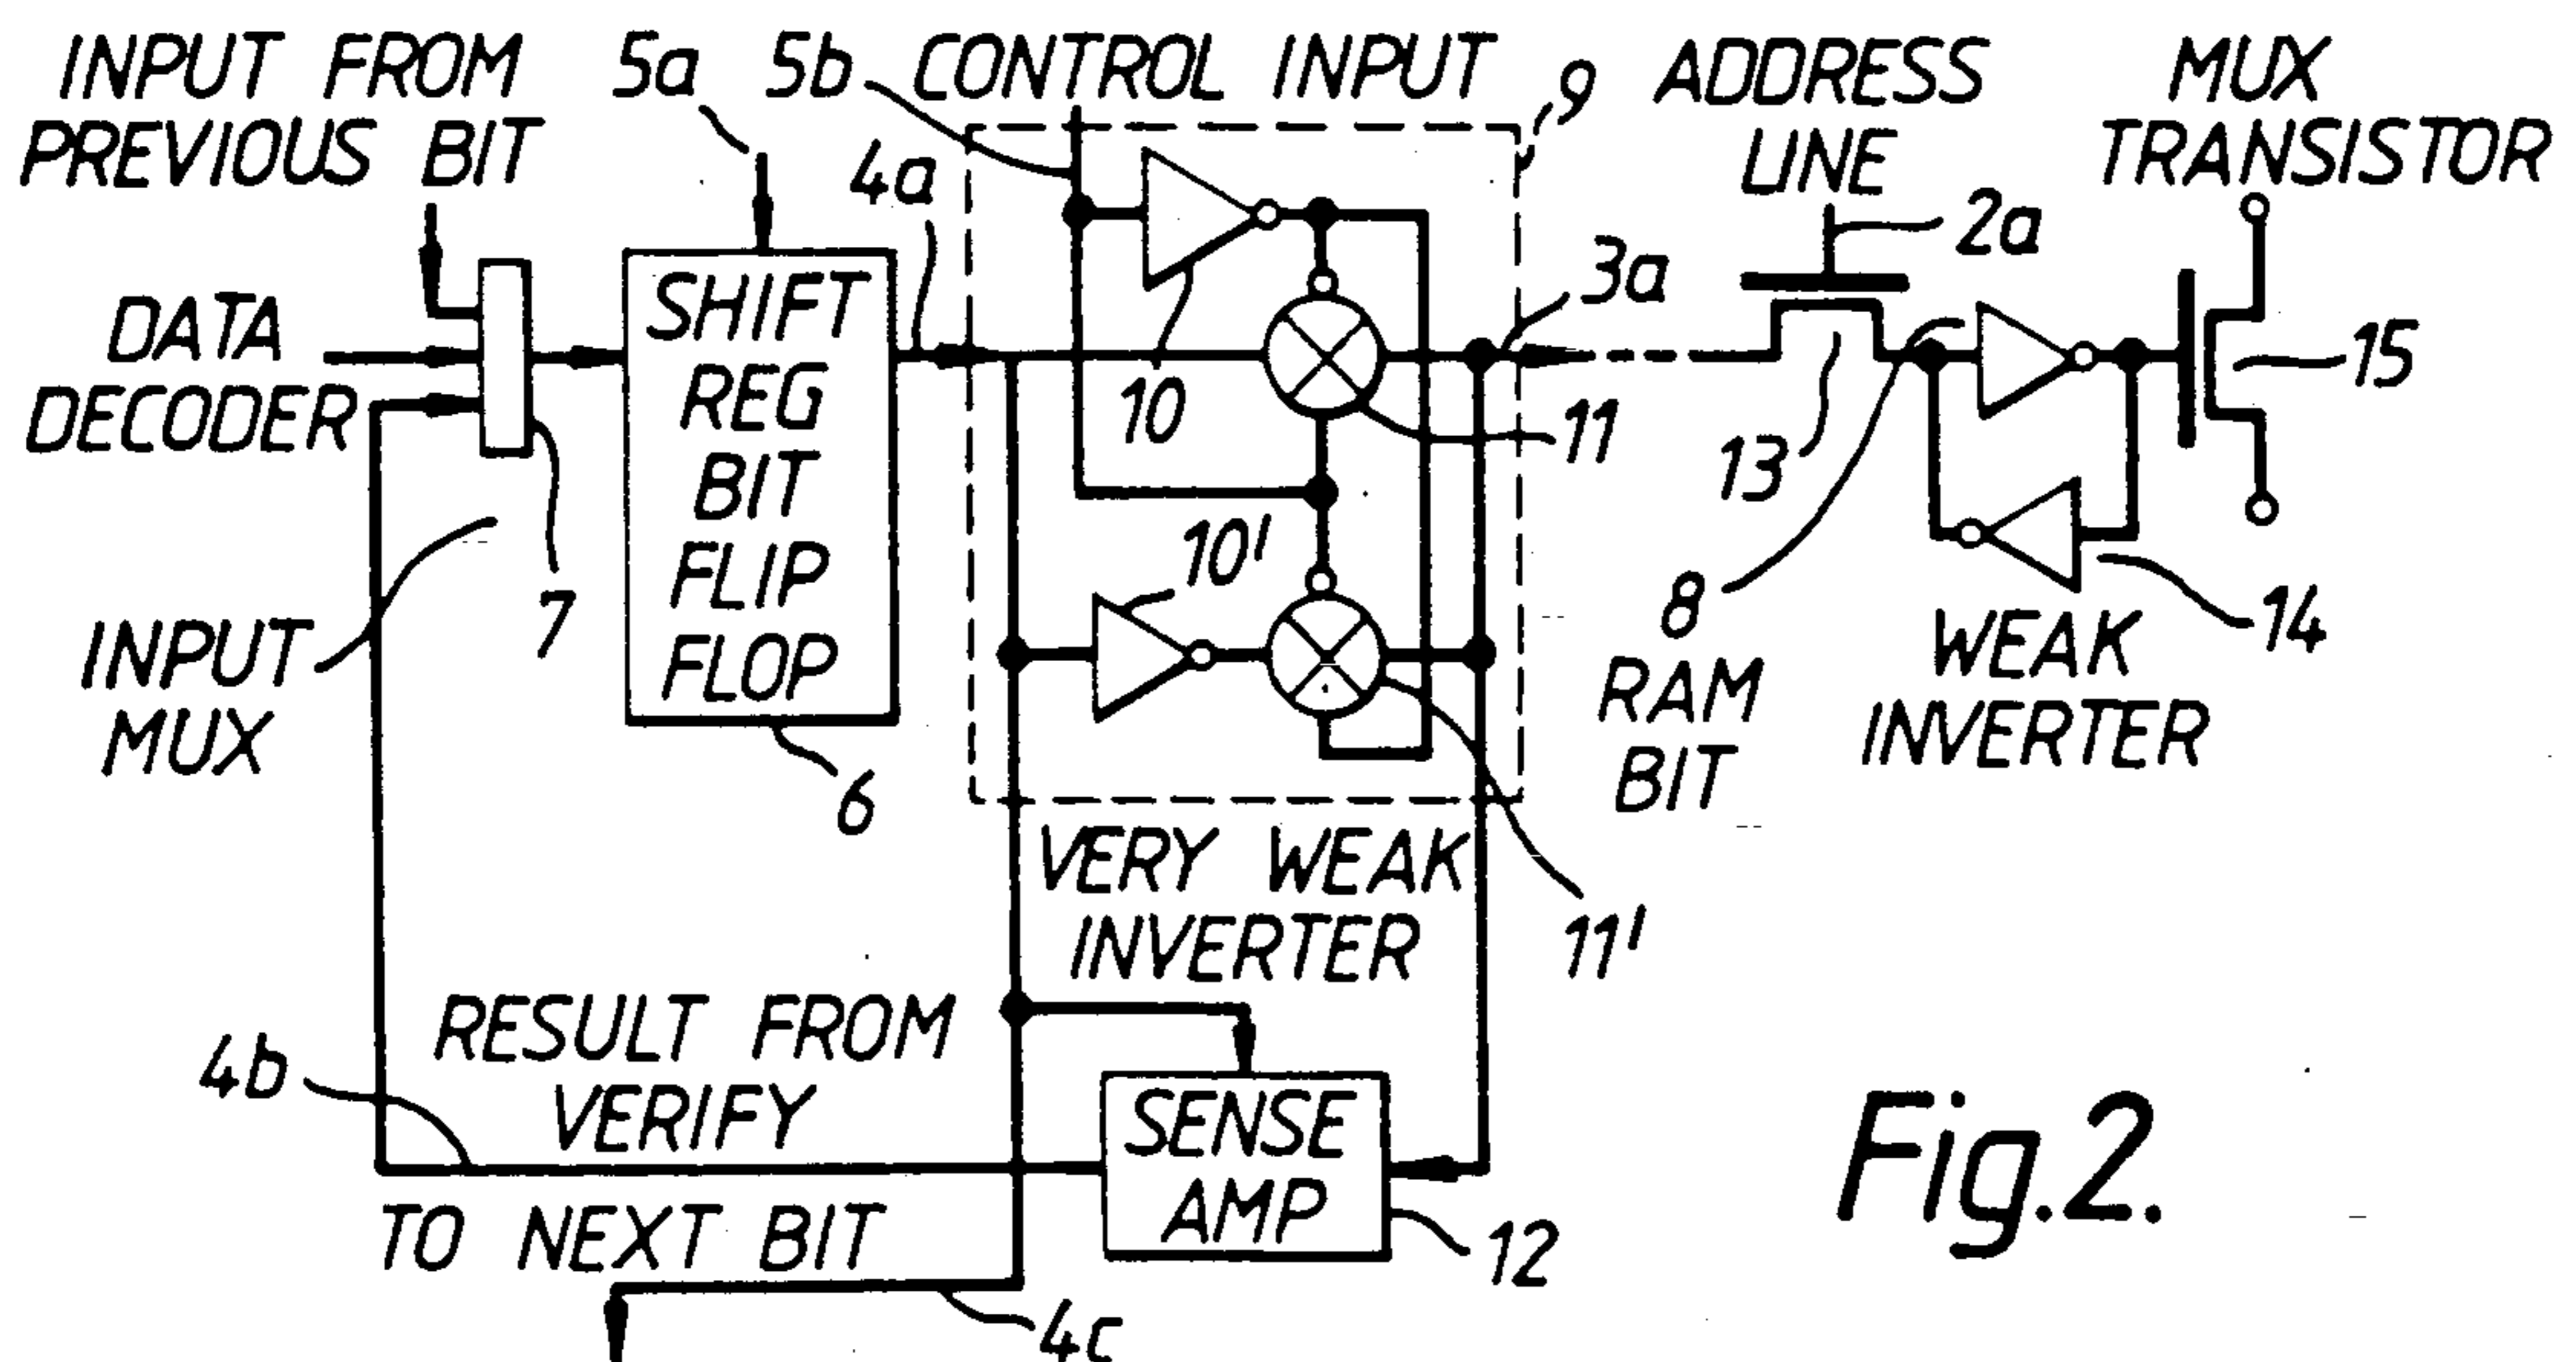 INPUT FROM
PREVIOUS BIT
5a
5b
CONTROL INPUT
9
ADDRESS
LINE
MUX
TRANSISTOR
4a
2a
3a
DATA
DECODER
SHIFT
REG
BIT
FLIP
FLOP
10
11
13
15
10'
7
8
RAM
BIT
14
WEAK
INVERTER
INPUT
MUX
6
VERY WEAK
INVERTER
11'
4b
RESULT FROM
VERIFY
SENSE
AMP
12
TO NEXT BIT
4c
Fig.2.